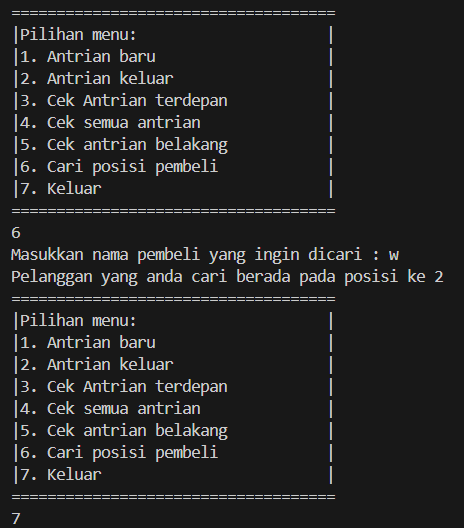 ====================================
|Pilihan menu:                     |
|1. Antrian baru                   |
|2. Antrian keluar                 |
|3. Cek Antrian terdepan           |
|4. Cek semua antrian              |
|5. Cek antrian belakang           |
|6. Cari posisi pembeli            |
|7. Keluar                         |
====================================
6
Masukkan nama pembeli yang ingin dicari : w
Pelanggan yang anda cari berada pada posisi ke 2
====================================
|Pilihan menu:                     |
|1. Antrian baru                   |
|2. Antrian keluar                 |
|3. Cek Antrian terdepan           |
|4. Cek semua antrian              |
|5. Cek antrian belakang           |
|6. Cari posisi pembeli            |
|7. Keluar                         |
====================================
7